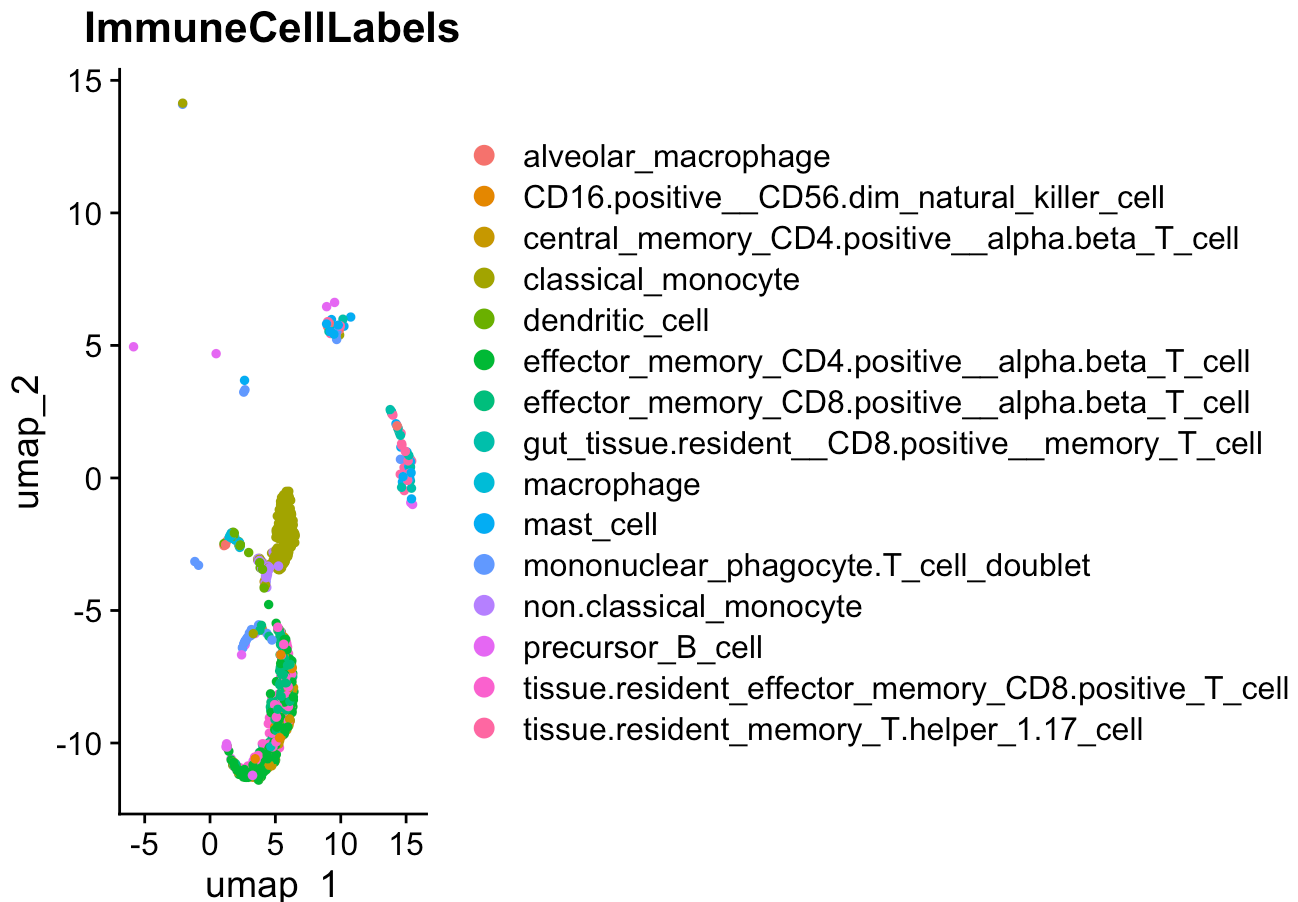 ImmuneCellLabels
15
10
5
0
-5
-10
umap_2
-5 0 5 10 15
umap_1
alveolar_macrophage
CD16.positive__CD56.dim_natural_killer_cell
central_memory_CD4.positive__alpha.beta_T_cell
classical_monocyte
dendritic_cell
effector_memory_CD4.positive__alpha.beta_T_cell
effector_memory_CD8.positive__alpha.beta_T_cell
gut_tissue.resident__CD8.positive__memory_T_cell
macrophage
mast_cell
mononuclear_phagocyte.T_cell_doublet
non.classical_monocyte
precursor_B_cell
tissue.resident_effector_memory_CD8.positive_T_cell
tissue.resident_memory_T.helper_1.17_cell